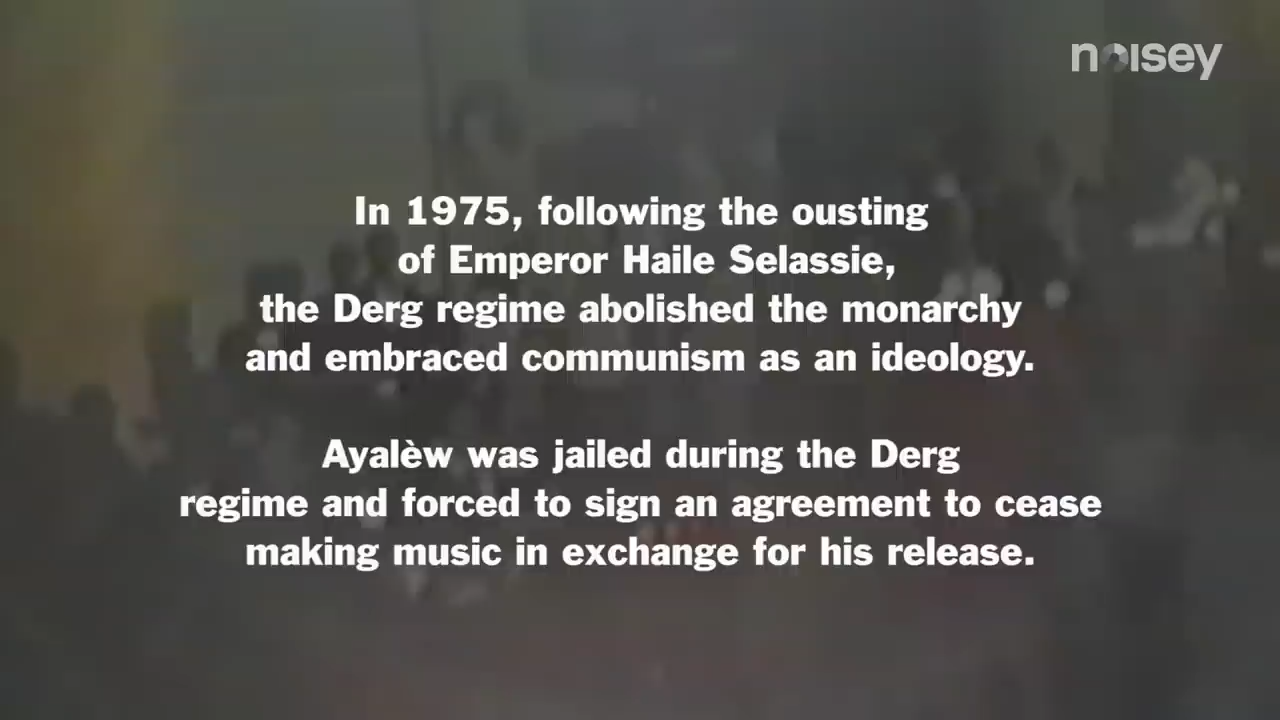 noisey
In 1975, following the ousting
of Emperor Haile Selassie,
the Derg regime abolished the monarchy
and embraced communism as an ideology.
Ayalèw was jailed during the Derg
regime and forced to sign an agreement to cease
making music in exchange for his release.